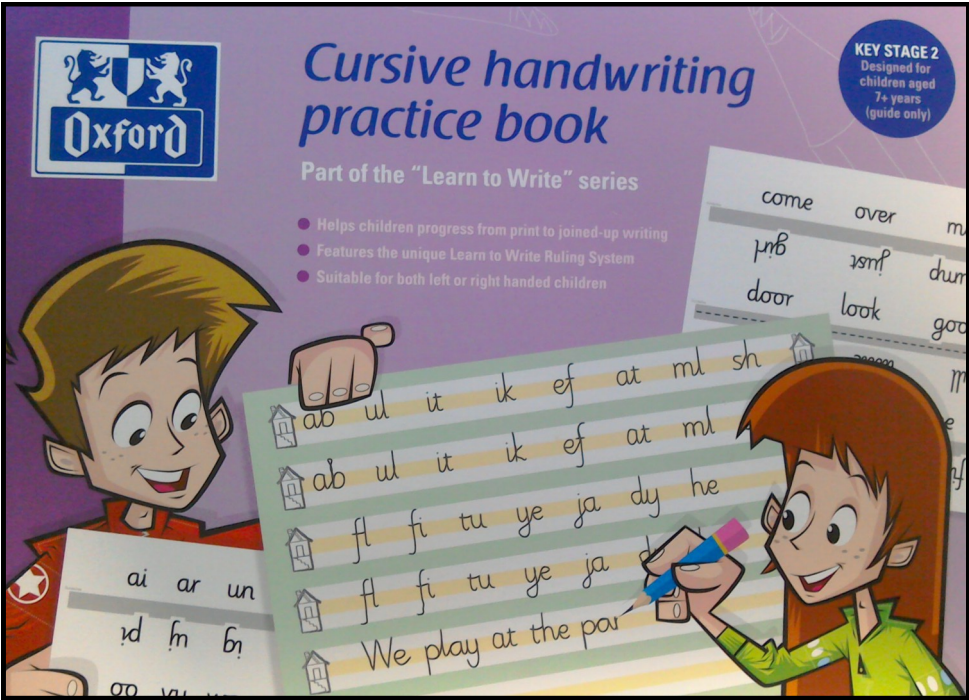 Oxford
Cursive handwriting
practice book
Part of the “Learn to Write” series
Helps children progress from print to joined-up writing
Features the unique Learn to Write Ruling System
Suitable for both left or right handed children
KEY STAGE 2
Designed for
children aged
7+ years
(guide only)
come over
door look
ab ul it ik ef at ml sh
ab ul it ik ef at ml
fl fi tu ye ja dy he
fl fi tu ye ja
We play at the par
ai ar un